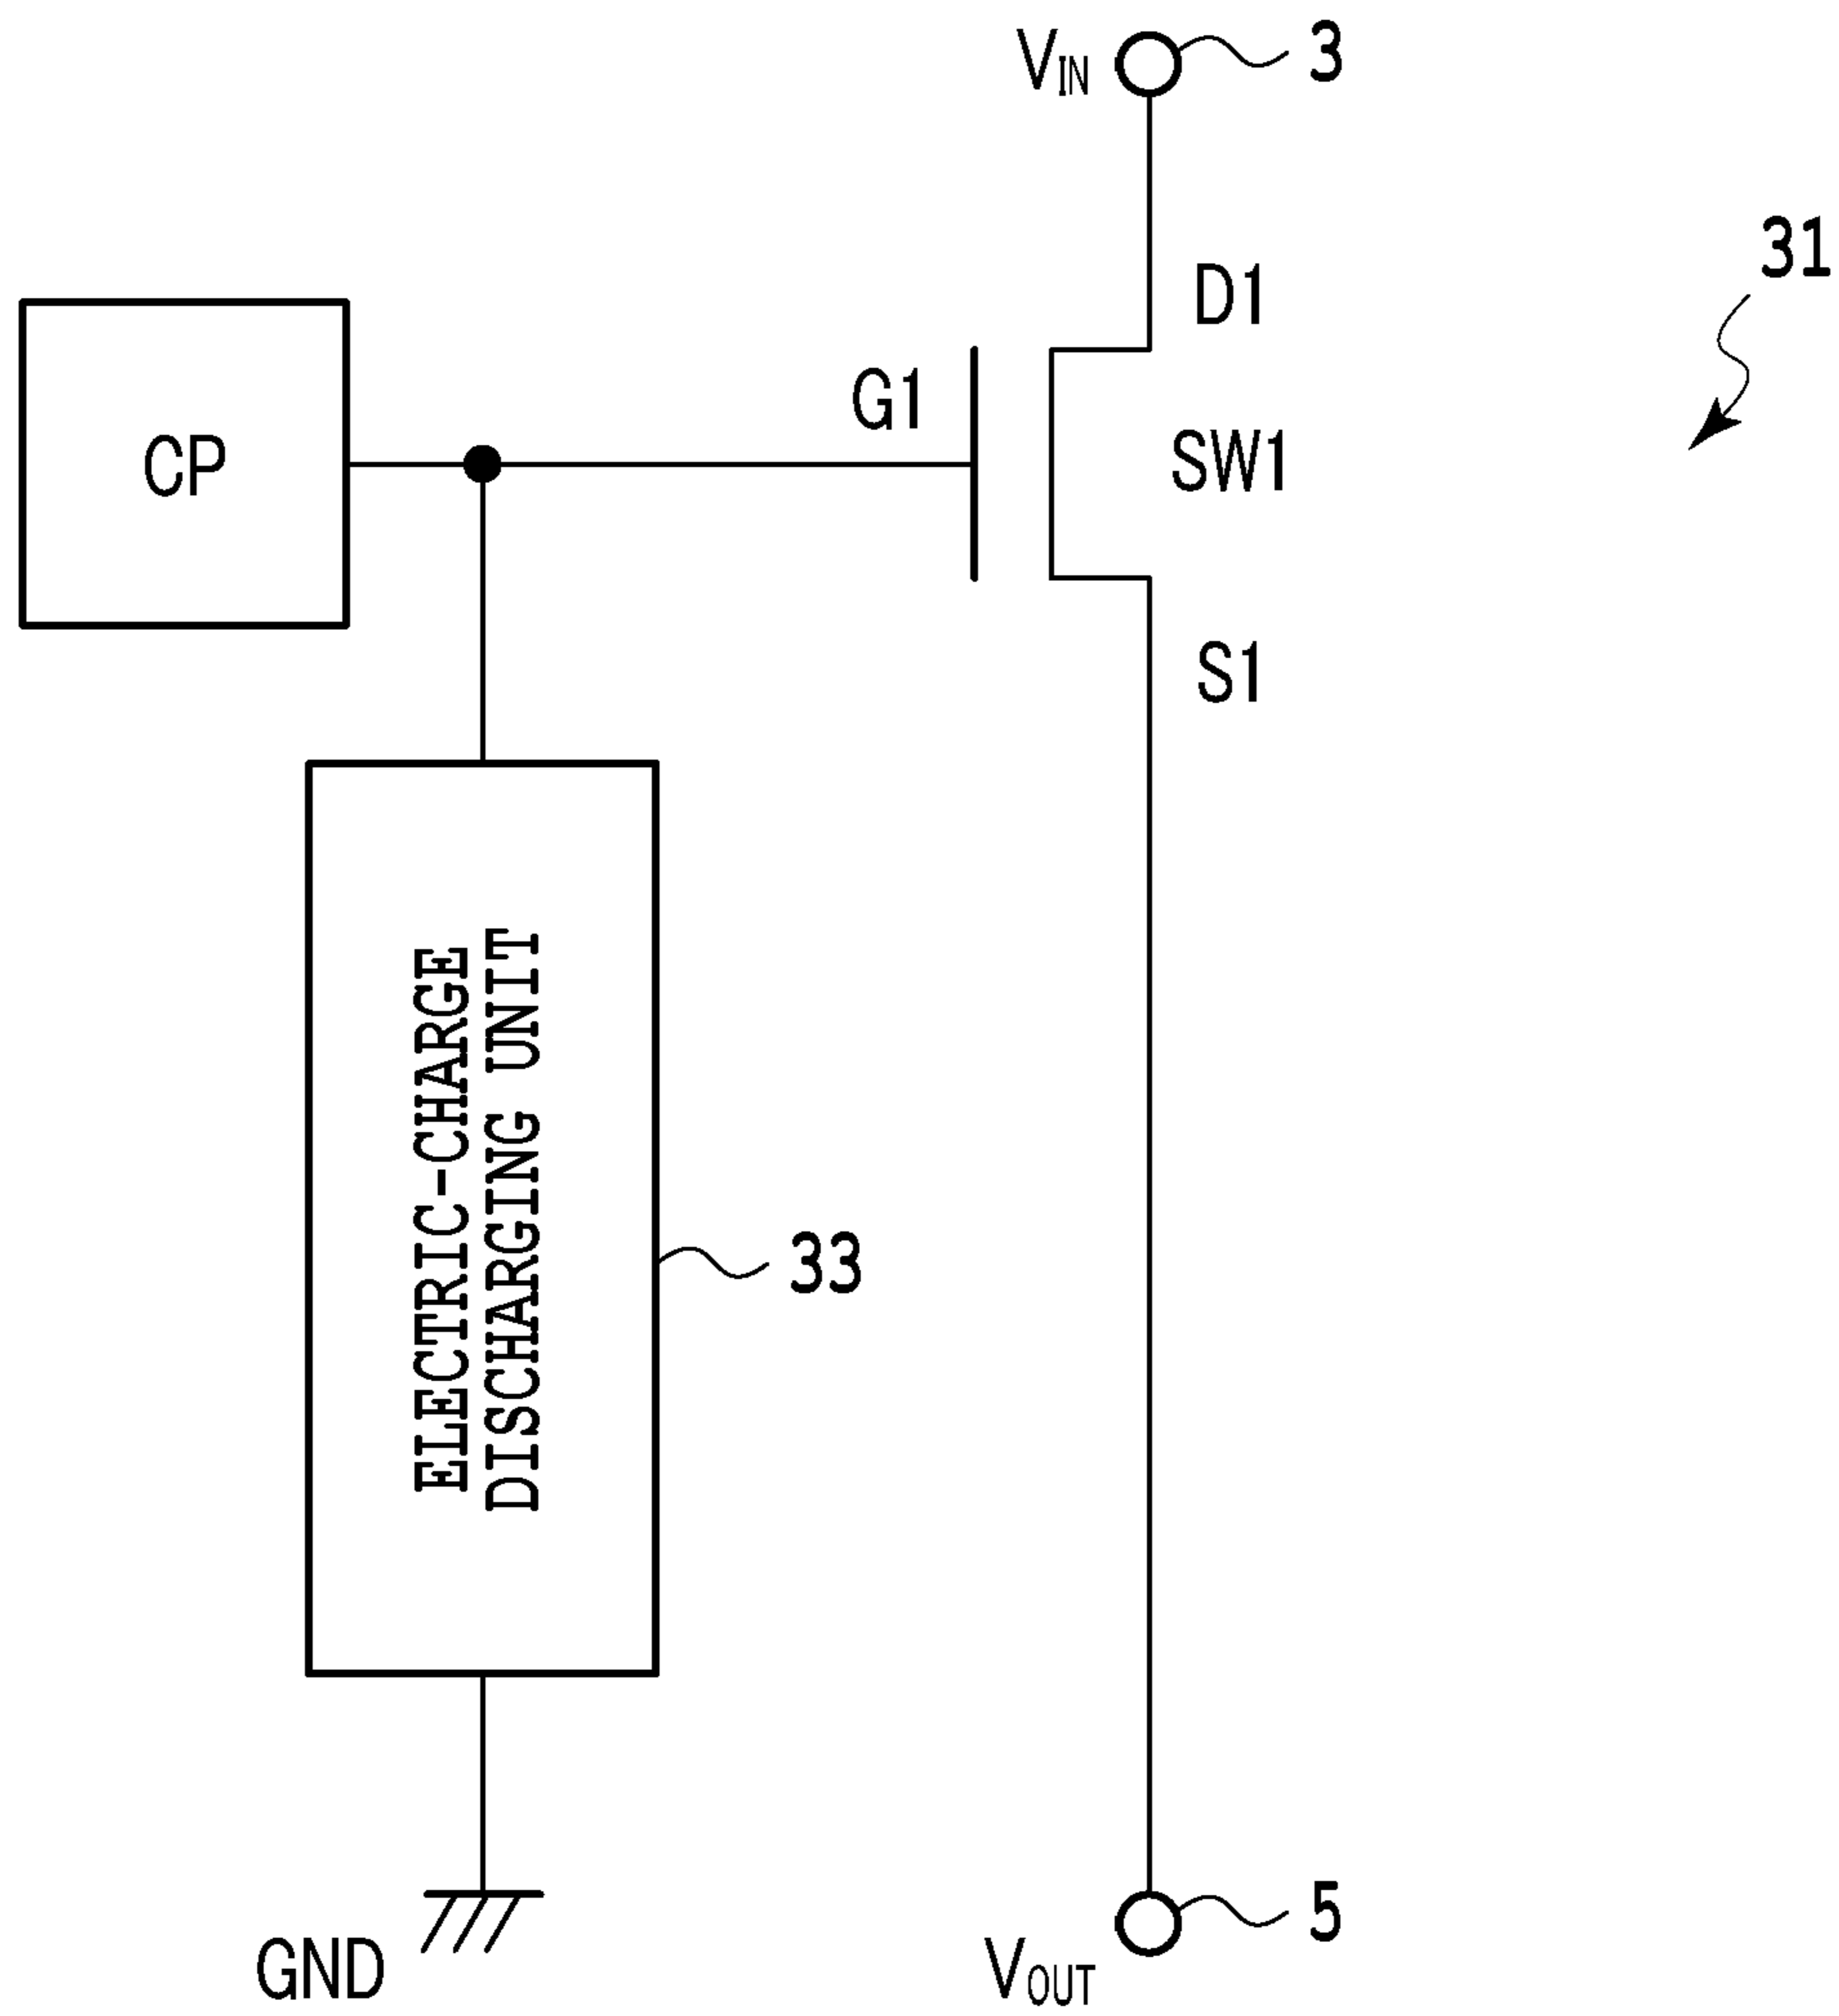 VIN
3
31
D1
G1
CP
SW1
S1
ELECTRIC-CHARGE
DISCHARGING UNIT
33
5
GND
VOUT